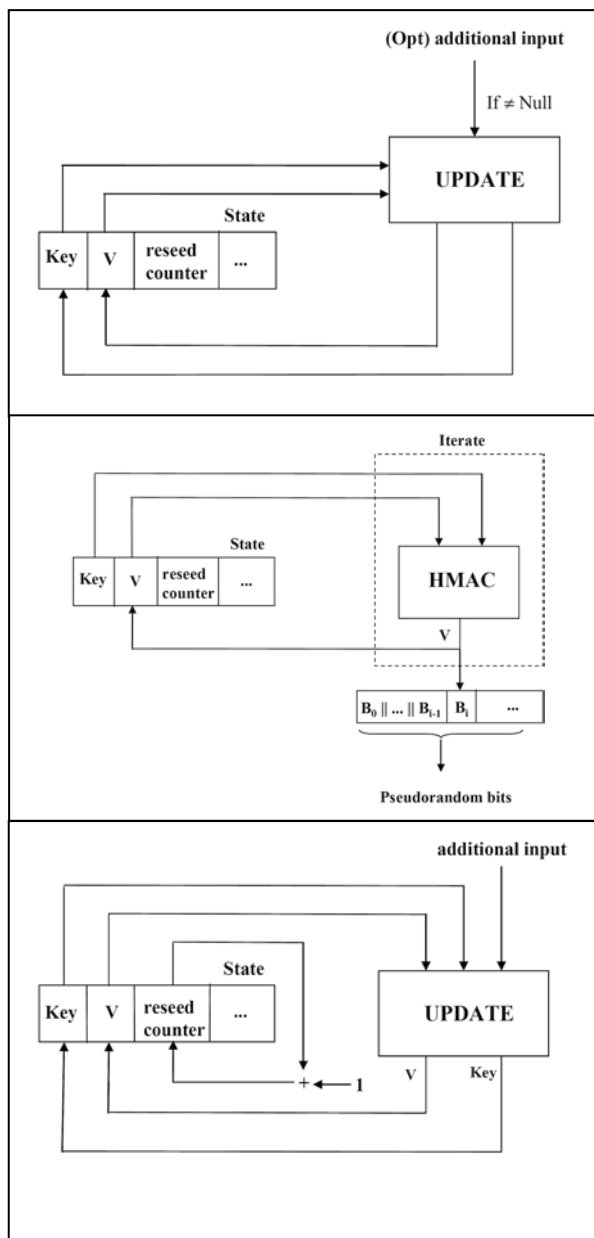 (Opt) additional input
If ≠ Null
UPDATE
State
Key V reseed counter ...
Iterate
State
Key V reseed counter ...
HMAC
V
B₀ || ... || Bᵢ₋₁ Bᵢ ...
Pseudorandom bits
additional input
State
Key V reseed counter ...
UPDATE
V Key
+ 1